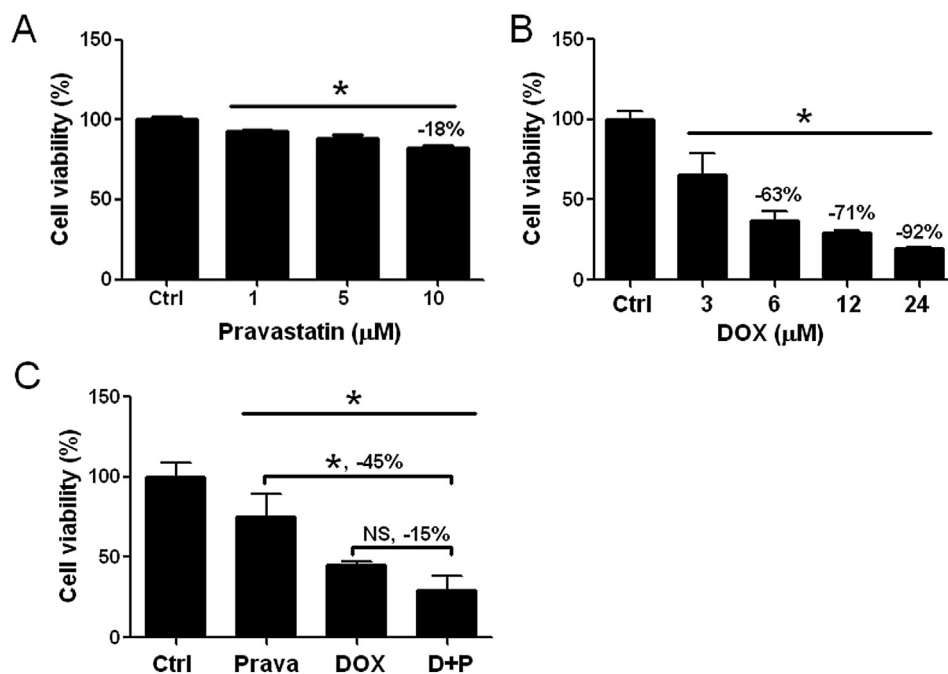 A
Cell viability (%)
150
100
50
0
*
-18%
Ctrl 1 5 10
Pravastatin (μM)
B
Cell viability (%)
150
100
50
0
*
-63%
-71%
-92%
Ctrl 3 6 12 24
DOX (μM)
C
Cell viability (%)
150
100
50
0
*
*, -45%
NS, -15%
Ctrl Prava DOX D+P